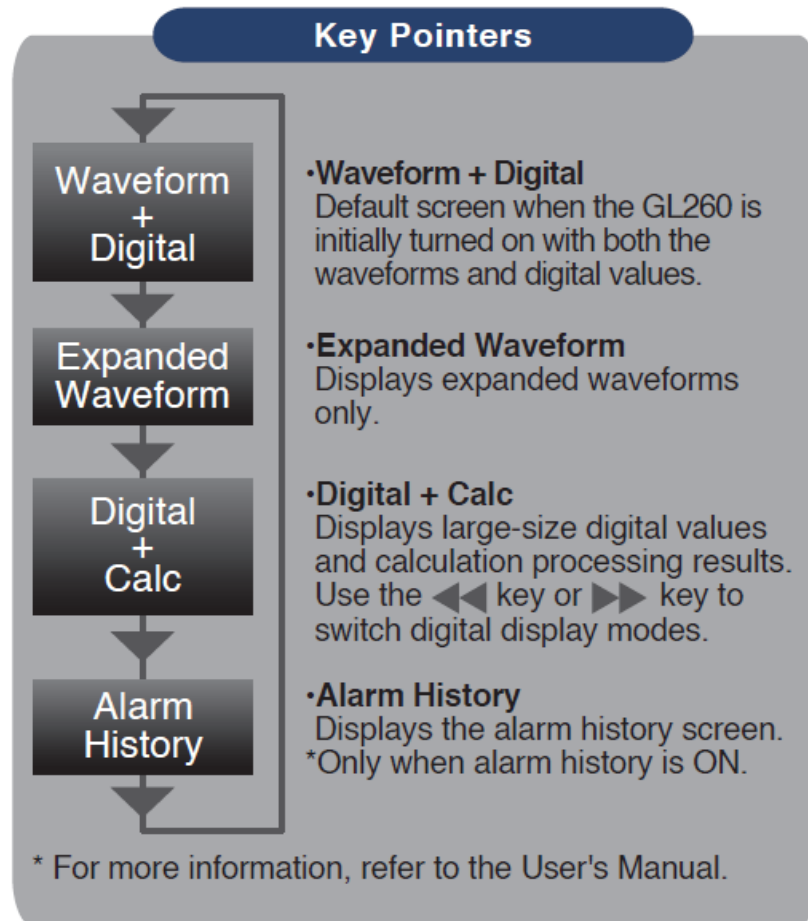 Key Pointers
Waveform
+
Digital
·Waveform + Digital
Default screen when the GL260 is
initially turned on with both the
waveforms and digital values.
Expanded
Waveform
·Expanded Waveform
Displays expanded waveforms
only.
Digital
+
Calc
·Digital + Calc
Displays large-size digital values
and calculation processing results.
Use the ◀◀ key or ▶▶ key to
switch digital display modes.
Alarm
History
·Alarm History
Displays the alarm history screen.
*Only when alarm history is ON.
* For more information, refer to the User's Manual.